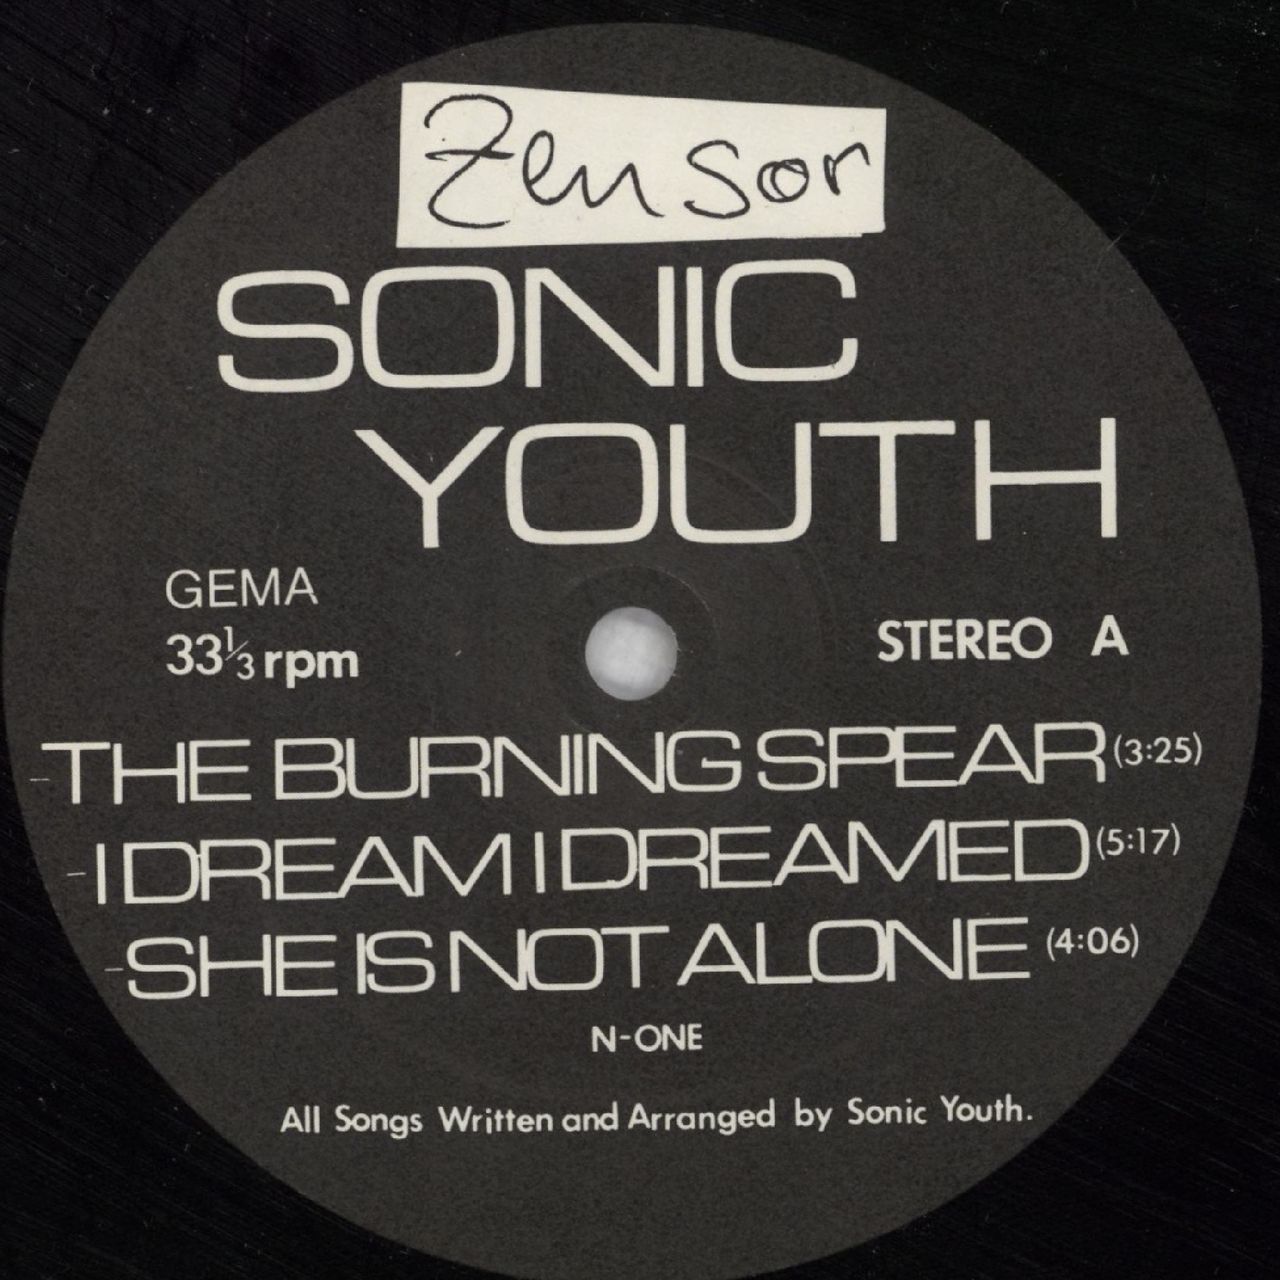 Zensor
SONIC
YOUTH
GEMA
33⅓ rpm
STEREO A
-THE BURNING SPEAR (3:25)
-I DREAM I DREAMED (5:17)
-SHE IS NOT ALONE (4:06)
N-ONE
All Songs Written and Arranged by Sonic Youth.